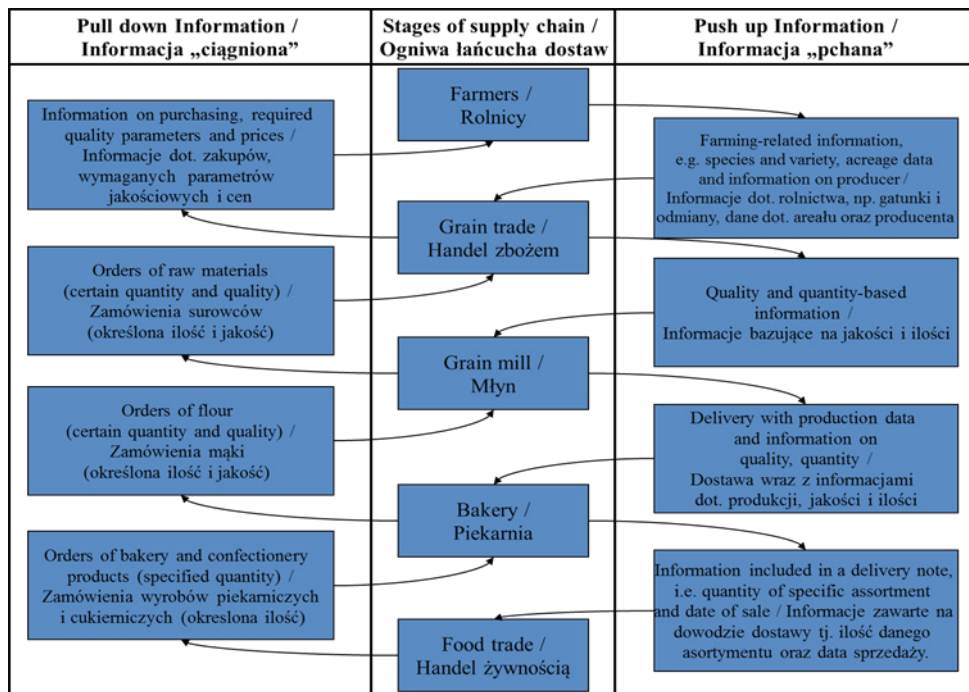 Pull down Information /
Informacja „ciągniona”
Stages of supply chain /
Ogniwa łańcucha dostaw
Push up Information /
Informacja „pchana”
Information on purchasing, required
quality parameters and prices /
Informacje dot. zakupów,
wymaganych parametrów
jakościowych i cen
Orders of raw materials
(certain quantity and quality) /
Zamówienia surowców
(określona ilość i jakość)
Orders of flour
(certain quantity and quality) /
Zamówienia mąki
(określona ilość i jakość)
Orders of bakery and confectionery
products (specified quantity) /
Zamówienia wyrobów piekarniczych
i cukierniczych (okreslona ilość)
Farmers /
Rolnicy
Grain trade /
Handel zbożem
Grain mill /
Młyn
Bakery /
Piekarnia
Food trade /
Handel żywnością
Farming-related information,
e.g. species and variety, acreage data
and information on producer /
Informacje dot. rolnictwa, np. gatunki i
odmiany, dane dot. areału oraz producenta
Quality and quantity-based
information /
Informacje bazujące na jakości i ilości
Delivery with production data
and information on
quality, quantity /
Dostawa wraz z informacjami
dot. produkcji, jakości i ilości
Information included in a delivery note,
i.e. quantity of specific assortment
and date of sale / Informacje zawarte na
dowodzie dostawy tj. ilość danego
asortymentu oraz data sprzedaży.